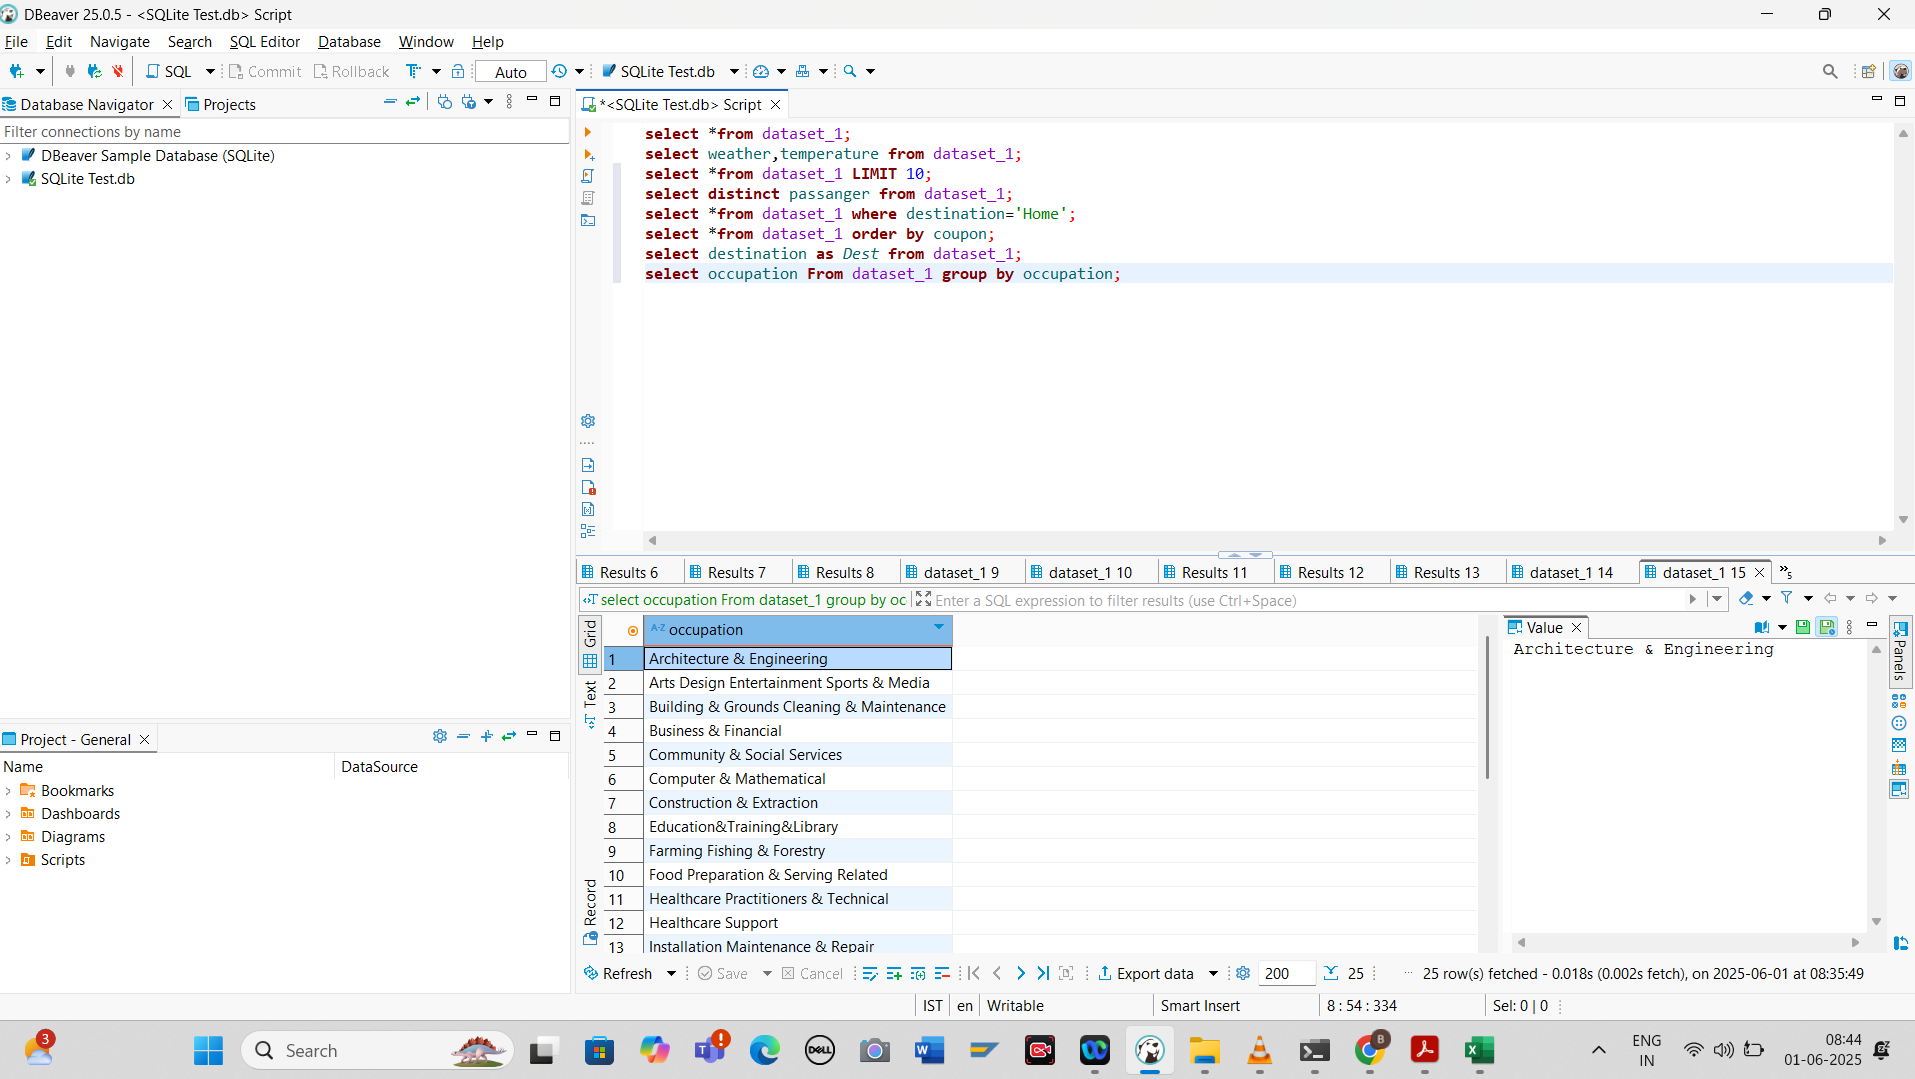 DBeaver 25.0.5 - <SQLite Test.db> Script
File Edit Navigate Search SQL Editor Database Window Help
SQL Commit Rollback Auto SQLite Test.db
Database Navigator Projects
Filter connections by name
DBeaver Sample Database (SQLite)
SQLite Test.db
*<SQLite Test.db> Script
select *from dataset_1;
select weather,temperature from dataset_1;
select *from dataset_1 LIMIT 10;
select distinct passanger from dataset_1;
select *from dataset_1 where destination='Home';
select *from dataset_1 order by coupon;
select destination as Dest from dataset_1;
select occupation From dataset_1 group by occupation;
Results 6 Results 7 Results 8 dataset_1 9 dataset_1 10 Results 11 Results 12 Results 13 dataset_1 14 dataset_1 15 »5
select occupation From dataset_1 group by oc Enter a SQL expression to filter results (use Ctrl+Space)
Grid
Text
Record
A-Z occupation
1 Architecture & Engineering
2 Arts Design Entertainment Sports & Media
3 Building & Grounds Cleaning & Maintenance
4 Business & Financial
5 Community & Social Services
6 Computer & Mathematical
7 Construction & Extraction
8 Education&Training&Library
9 Farming Fishing & Forestry
10 Food Preparation & Serving Related
11 Healthcare Practitioners & Technical
12 Healthcare Support
13 Installation Maintenance & Repair
Value
Architecture & Engineering
Panels
Project - General
Name DataSource
Bookmarks
Dashboards
Diagrams
Scripts
Refresh Save Cancel Export data 200 25 25 row(s) fetched - 0.018s (0.002s fetch), on 2025-06-01 at 08:35:49
IST en Writable Smart Insert 8 : 54 : 334 Sel: 0 | 0
3
Search
DELL
B
ENG
IN
08:44
01-06-2025